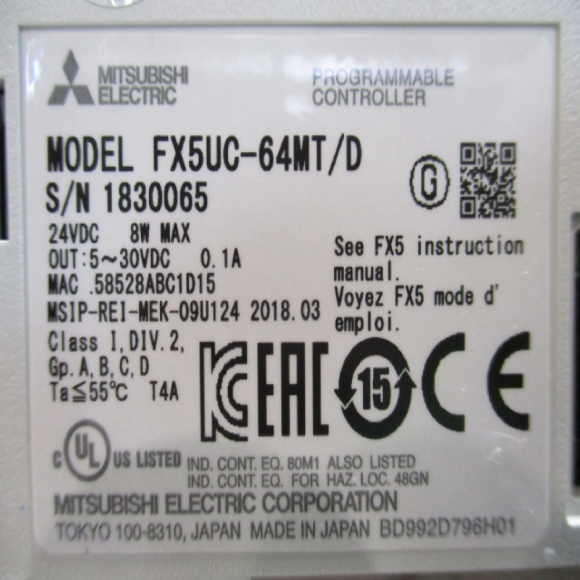 MITSUBISHI
ELECTRIC
PROGRAMMABLE
CONTROLLER
MODEL FX5UC-64MT/D
S/N 1830065
24VDC 8W MAX
OUT:5~30VDC 0.1A
MAC .58528ABC1D15
MSIP-REI-MEK-09U124 2018.03
Class I,DIV.2,
Gp.A,B,C,D
Ta≦55℃ T4A
G
See FX5 instruction
manual.
Voyez FX5 mode d'
emploi.
KC EAC 15 CE
c UL US LISTED
IND. CONT. EQ. 80M1 ALSO LISTED
IND. CONT. EQ. FOR HAZ. LOC. 48GN
MITSUBISHI ELECTRIC CORPORATION
TOKYO 100-8310, JAPAN MADE IN JAPAN BD992D796H01